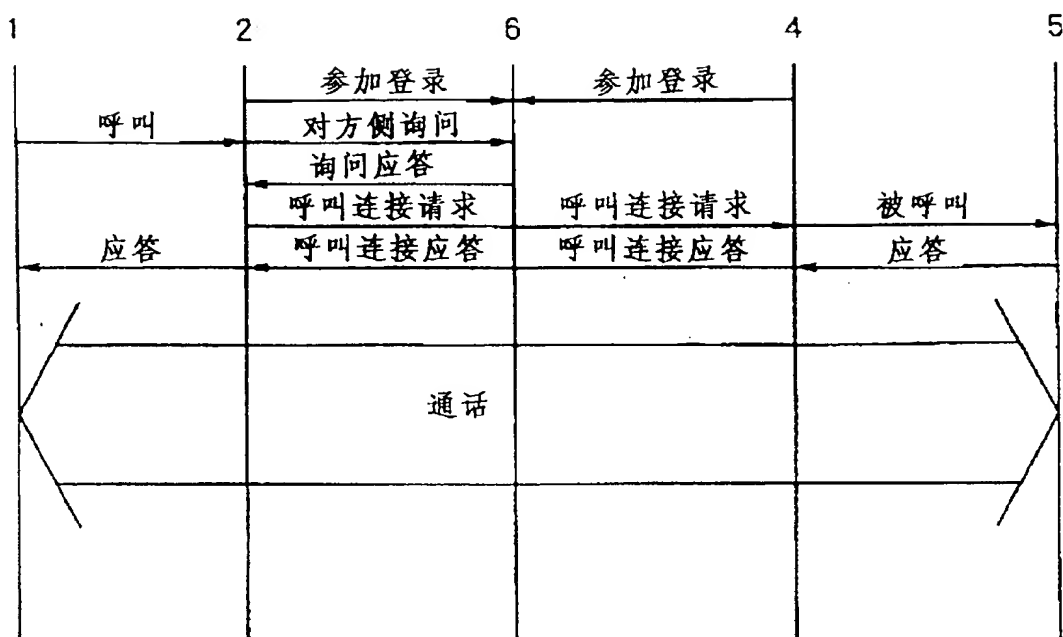 1 2 6 4 5
参加登录 参加登录
呼叫 对方侧询问
询问应答
呼叫连接请求 呼叫连接请求 被呼叫
应答 呼叫连接应答 呼叫连接应答 应答
通话